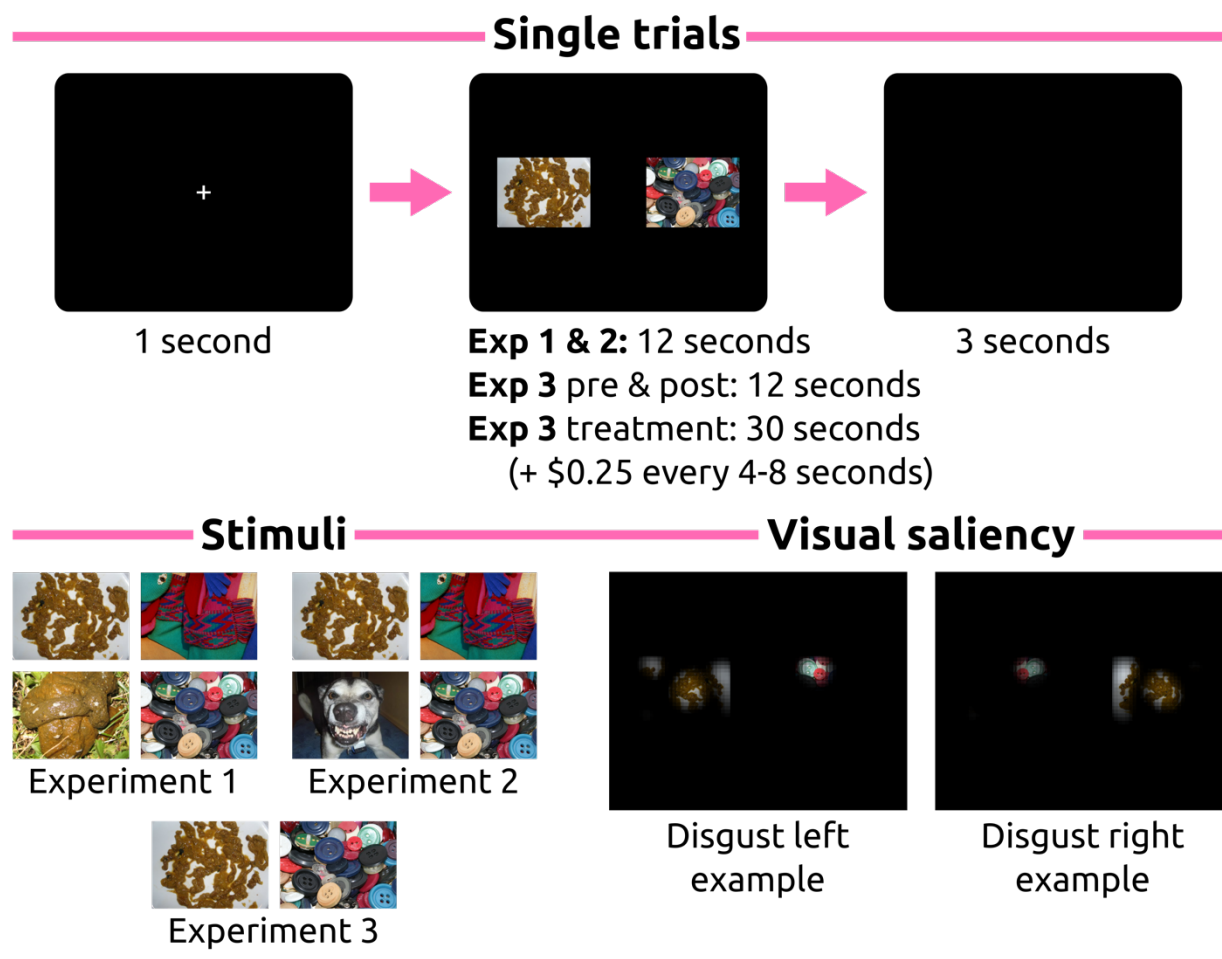 Single trials
+
1 second
Exp 1 & 2: 12 seconds
Exp 3 pre & post: 12 seconds
Exp 3 treatment: 30 seconds
(+ $0.25 every 4-8 seconds)
3 seconds
Stimuli
Experiment 1
Experiment 2
Experiment 3
Visual saliency
Disgust left
example
Disgust right
example